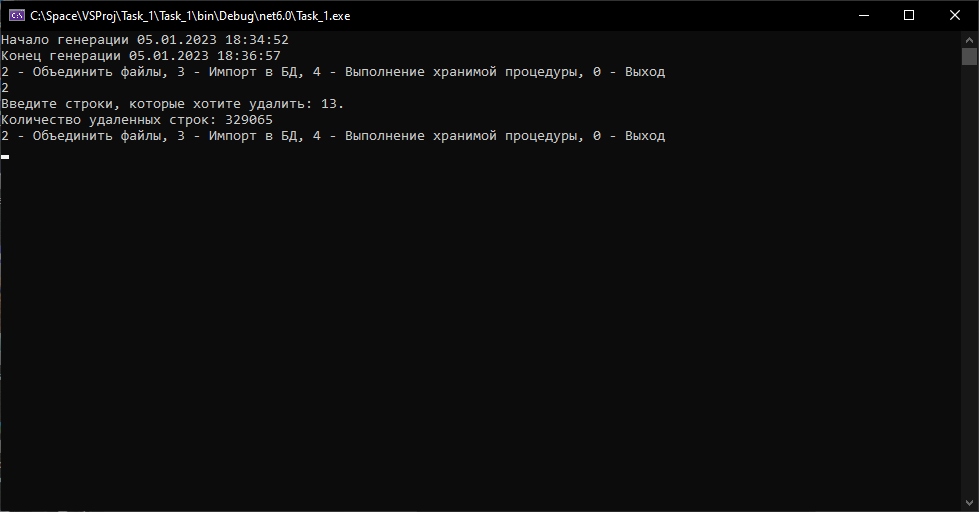 C:\Space\VSProj\Task_1\Task_1\bin\Debug\net6.0\Task_1.exe
Начало генерации 05.01.2023 18:34:52
Конец генерации 05.01.2023 18:36:57
2 - Объединить файлы, 3 - Импорт в БД, 4 - Выполнение хранимой процедуры, 0 - Выход
2
Введите строки, которые хотите удалить: 13.
Количество удаленных строк: 329065
2 - Объединить файлы, 3 - Импорт в БД, 4 - Выполнение хранимой процедуры, 0 - Выход